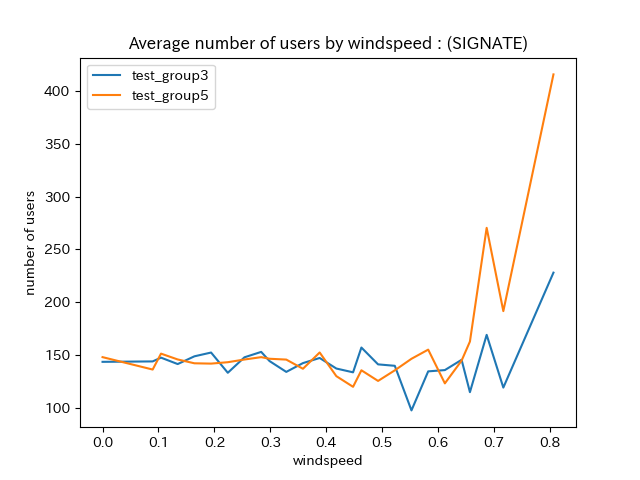 Average number of users by windspeed : (SIGNATE)
test_group3
test_group5
400
350
300
250
200
150
100
number of users
0.0 0.1 0.2 0.3 0.4 0.5 0.6 0.7 0.8
windspeed